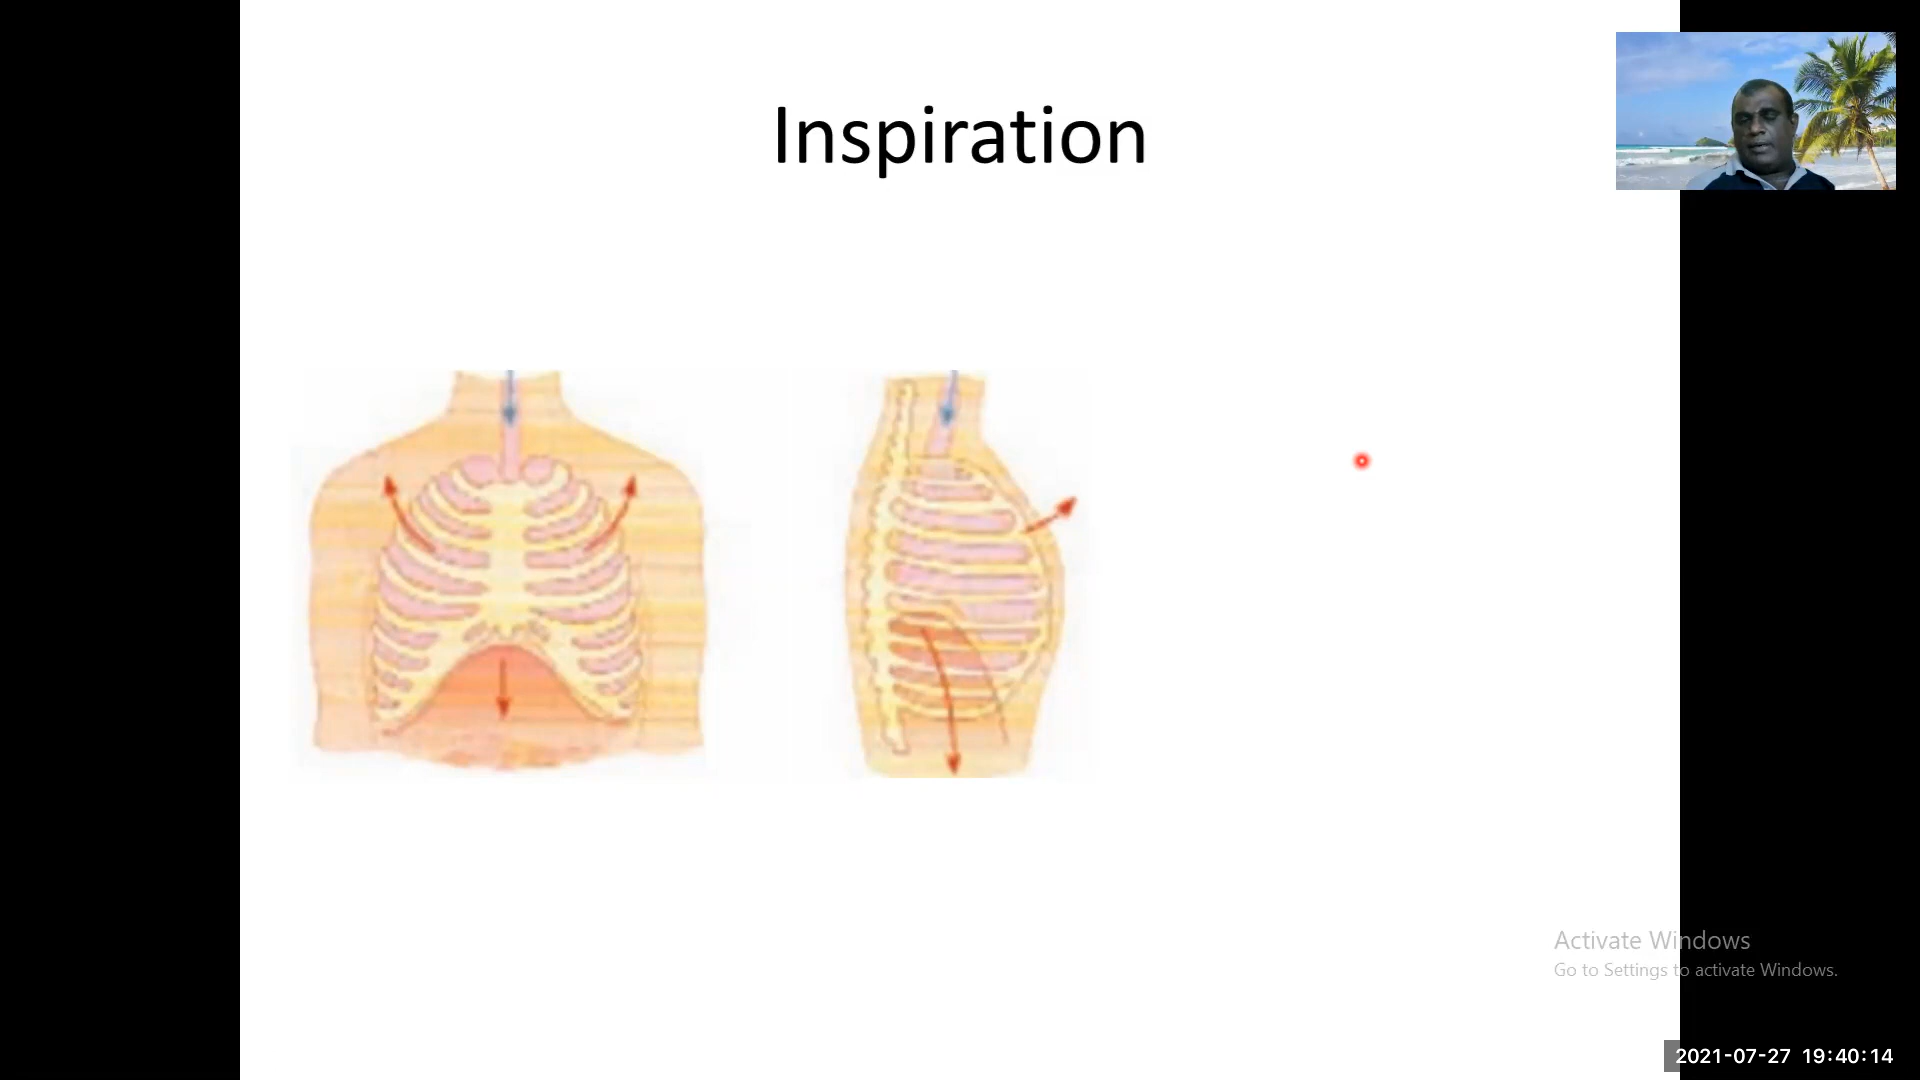 Inspiration
Activate Windows
Go to Settings to activate Windows.
2021-07-27 19:40:14